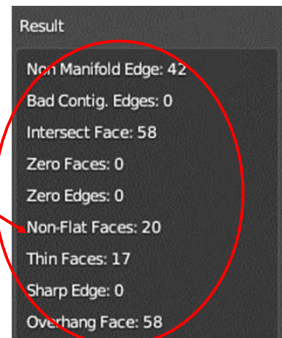 Result
Non Manifold Edge: 42
Bad Contig. Edges: 0
Intersect Face: 58
Zero Faces: 0
Zero Edges: 0
Non-Flat Faces: 20
Thin Faces: 17
Sharp Edge: 0
Overhang Face: 58